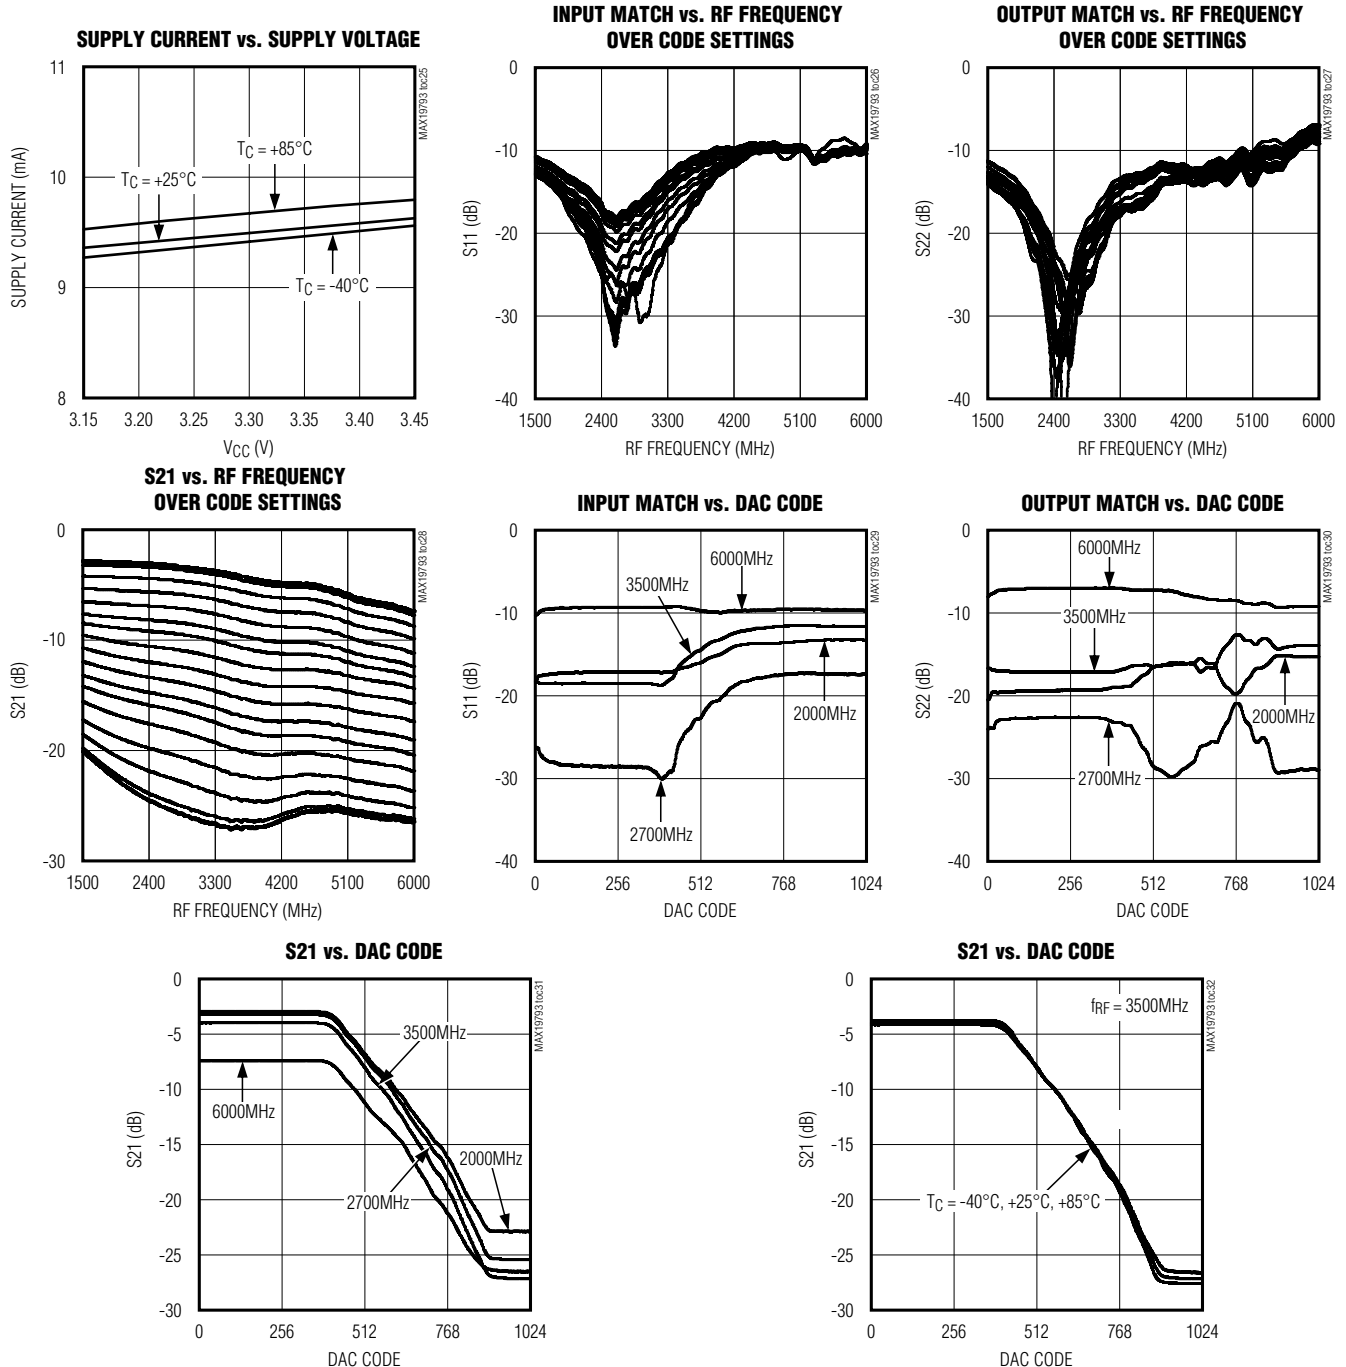 SUPPLY CURRENT vs. SUPPLY VOLTAGE
MAX19793 toc25
SUPPLY CURRENT (mA)
11
10
9
8
TC = +85°C
TC = +25°C
TC = -40°C
3.15 3.20 3.25 3.30 3.35 3.40 3.45
VCC (V)
INPUT MATCH vs. RF FREQUENCY
OVER CODE SETTINGS
MAX19793 toc26
S11 (dB)
0
-10
-20
-30
-40
1500 2400 3300 4200 5100 6000
RF FREQUENCY (MHz)
OUTPUT MATCH vs. RF FREQUENCY
OVER CODE SETTINGS
MAX19793 toc27
S22 (dB)
0
-10
-20
-30
-40
1500 2400 3300 4200 5100 6000
RF FREQUENCY (MHz)
S21 vs. RF FREQUENCY
OVER CODE SETTINGS
MAX19793 toc28
S21 (dB)
0
-10
-20
-30
1500 2400 3300 4200 5100 6000
RF FREQUENCY (MHz)
INPUT MATCH vs. DAC CODE
MAX19793 toc29
S11 (dB)
0
-10
-20
-30
-40
6000MHz
3500MHz
2000MHz
2700MHz
0 256 512 768 1024
DAC CODE
OUTPUT MATCH vs. DAC CODE
MAX19793 toc30
S22 (dB)
0
-10
-20
-30
-40
6000MHz
3500MHz
2000MHz
2700MHz
0 256 512 768 1024
DAC CODE
S21 vs. DAC CODE
MAX19793 toc31
S21 (dB)
0
-5
-10
-15
-20
-25
-30
3500MHz
6000MHz
2000MHz
2700MHz
0 256 512 768 1024
DAC CODE
S21 vs. DAC CODE
MAX19793 toc32
S21 (dB)
0
-5
-10
-15
-20
-25
-30
fRF = 3500MHz
TC = -40°C, +25°C, +85°C
0 256 512 768 1024
DAC CODE